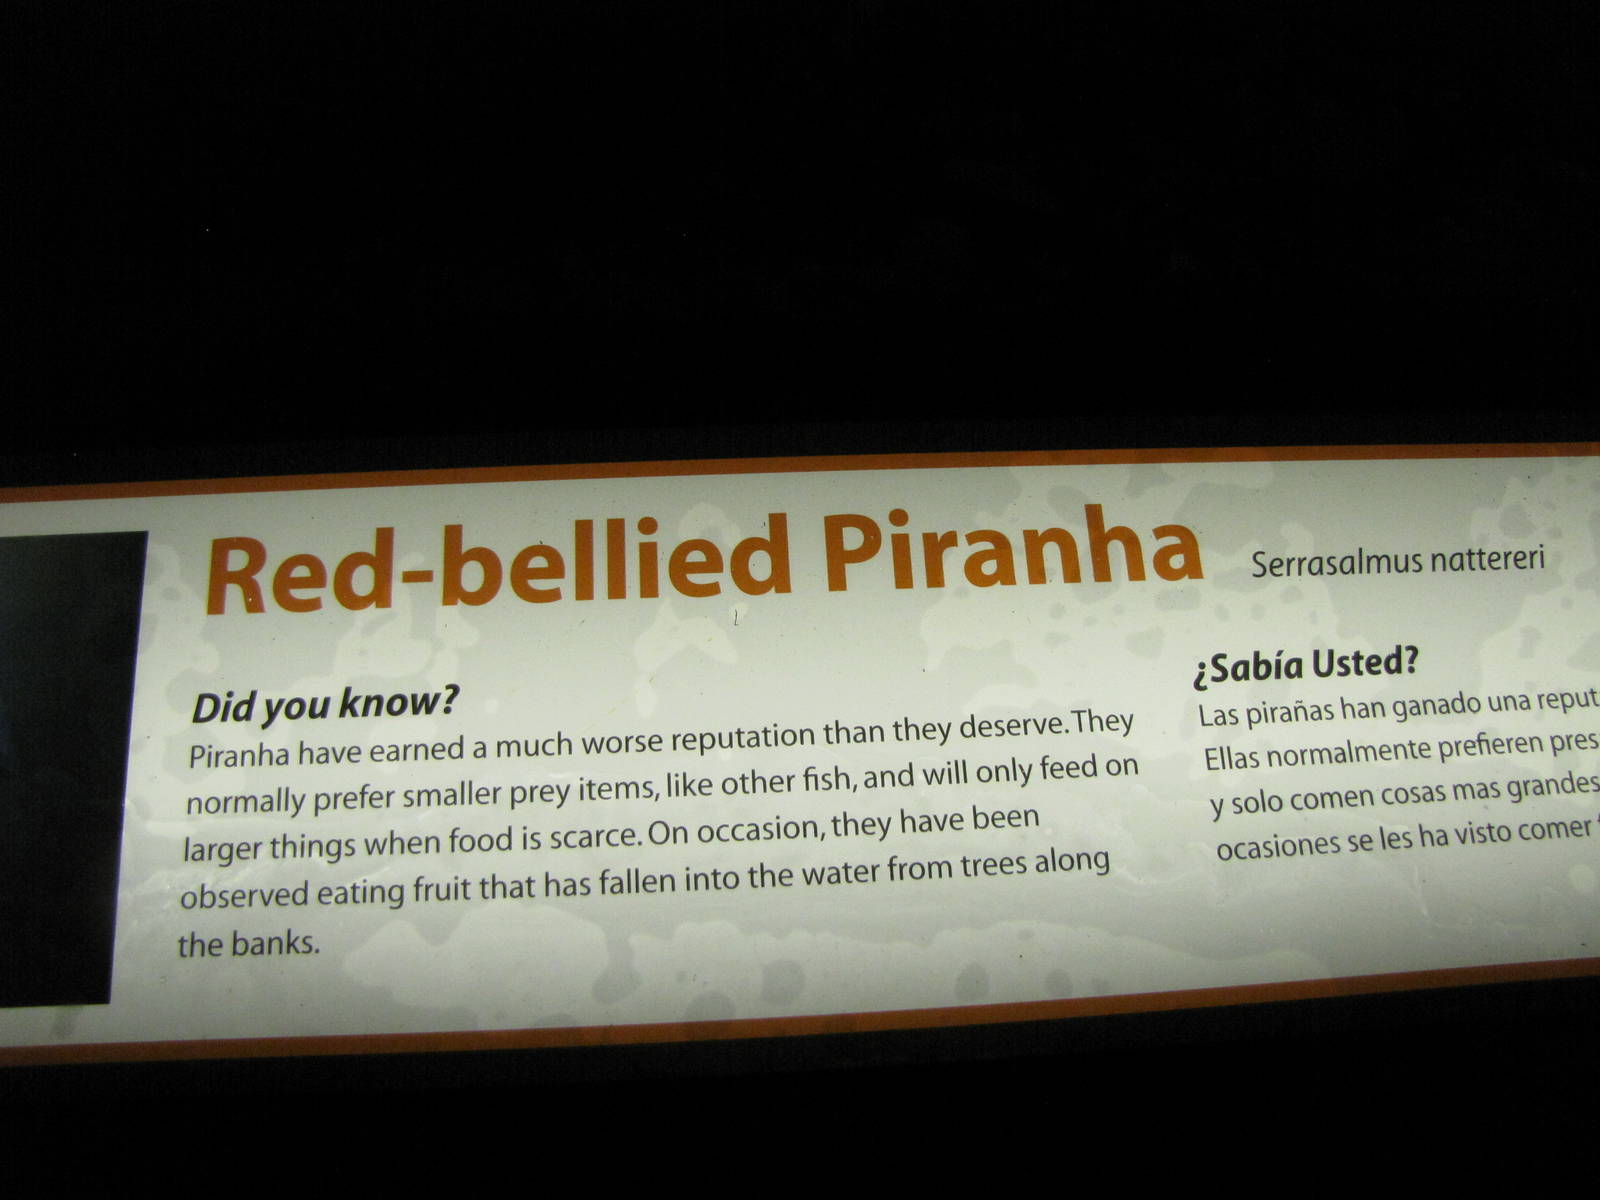 Red-bellied Piranha
Serrasalmus nattereri
Did you know?
Piranha have earned a much worse reputation than they deserve. They
normally prefer smaller prey items, like other fish, and will only feed on
larger things when food is scarce. On occasion, they have been
observed eating fruit that has fallen into the water from trees along
the banks.
¿Sabía Usted?
Las pirañas han ganado una
Ellas normalmente prefieren
y solo comen cosas mas grandes
ocasiones se les ha visto comer